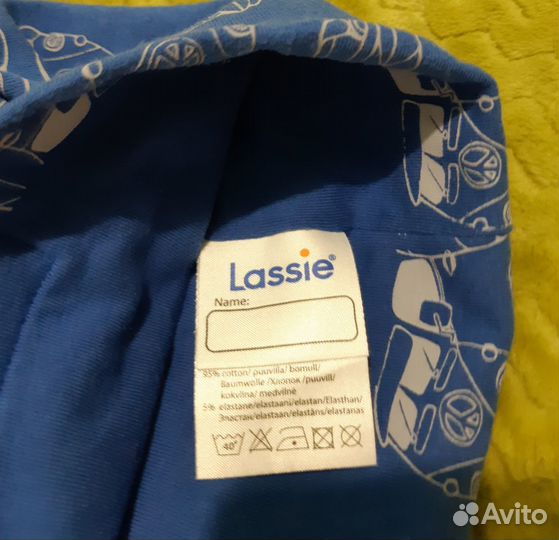 Lassie®
Name:
95% cotton/ puuvilla/ bomull/
Baumwolle /Хлопок /puuvill/
kokvilna/ medvilnė
5% elastane/elastaani/elastan/Elasthan/
Эластан/elastaan/elastāns/elastanas
40°
Avito